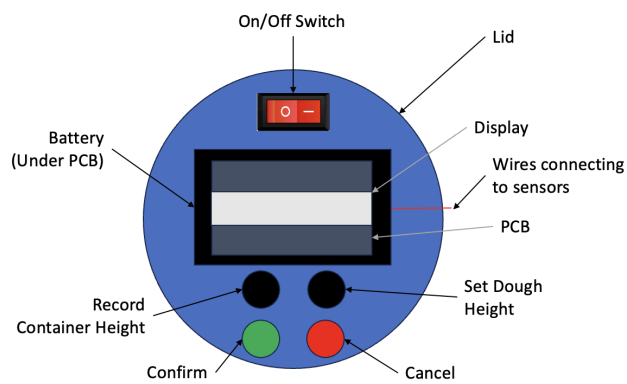 On/Off Switch
Lid
Display
Battery
(Under PCB)
Wires connecting
to sensors
PCB
Record
Container Height
Set Dough
Height
Confirm
Cancel